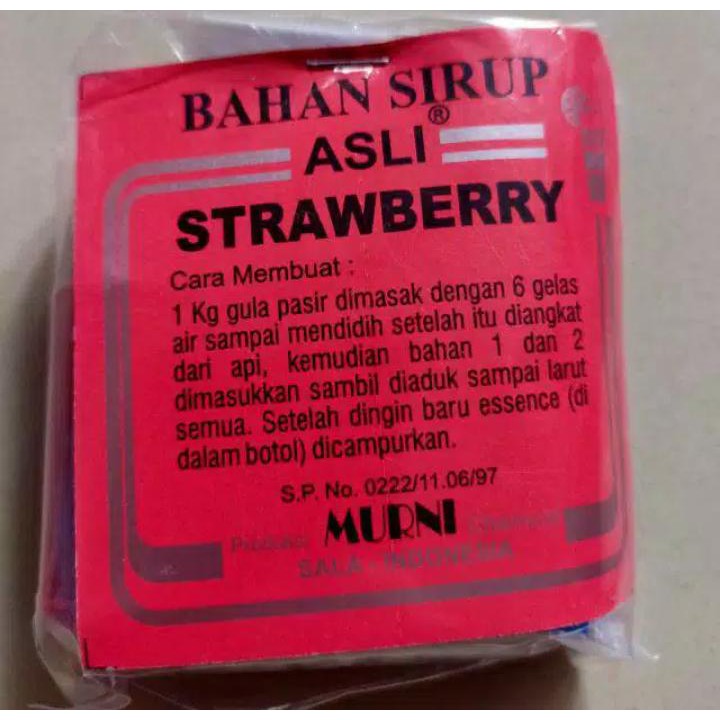 BAHAN SIRUP
ASLI®
STRAWBERRY
Cara Membuat :
1 Kg gula pasir dimasak dengan 6 gelas
air sampai mendidih setelah itu diangkat
dari api, kemudian bahan 1 dan 2
dimasukkan sambil diaduk sampai larut
semua. Setelah dingin baru essence (di
dalam botol) dicampurkan.
S.P. No. 0222/11.06/97
MURNI
SALA - INDONESIA